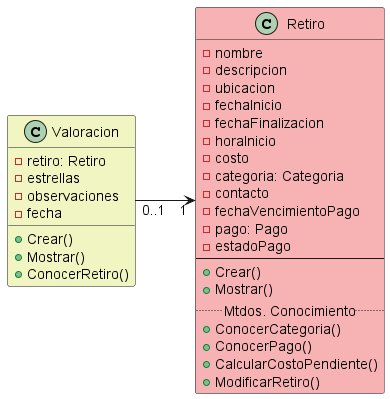 C Valoracion
retiro: Retiro
estrellas
observaciones
fecha
Crear()
Mostrar()
ConocerRetiro()
0..1
1
C Retiro
nombre
descripcion
ubicacion
fechaInicio
fechaFinalizacion
horaInicio
costo
categoria: Categoria
contacto
fechaVencimientoPago
pago: Pago
estadoPago
Crear()
Mostrar()
Mtdos. Conocimiento
ConocerCategoria()
ConocerPago()
CalcularCostoPendiente()
ModificarRetiro()